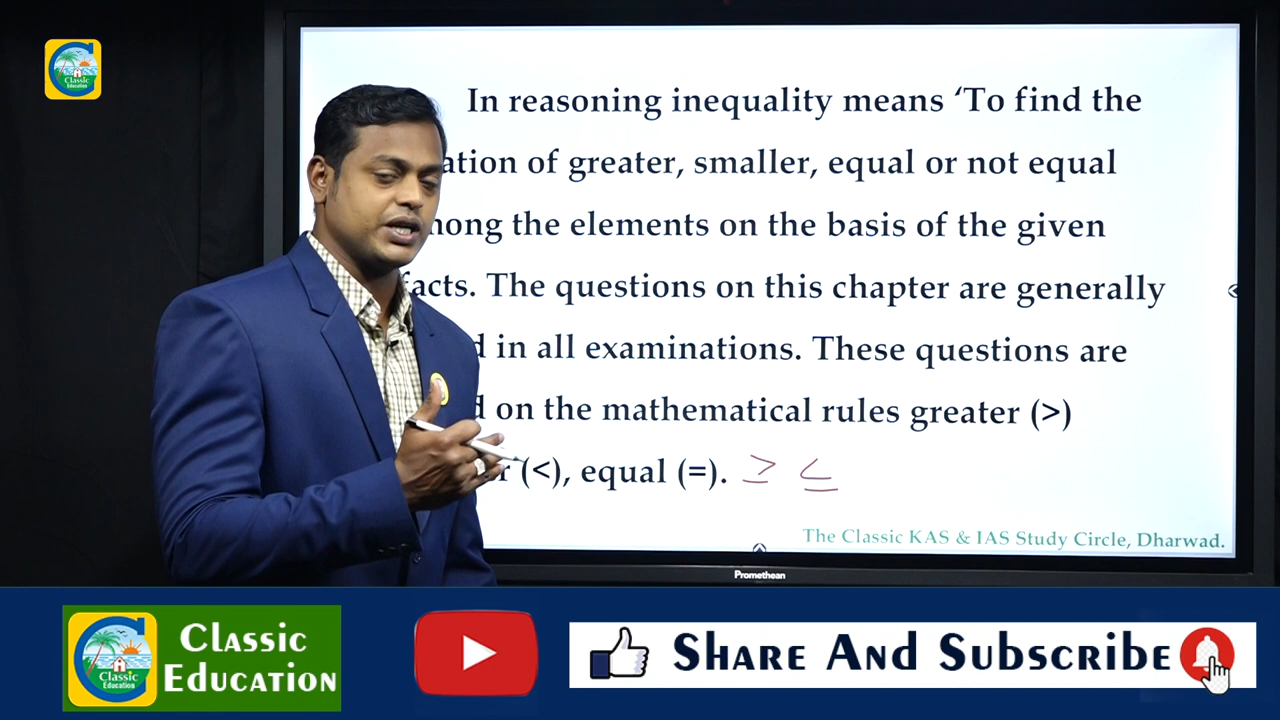 In reasoning inequality means ‘To find the
ation of greater, smaller, equal or not equal
mong the elements on the basis of the given
facts. The questions on this chapter are generally
d in all examinations. These questions are
d on the mathematical rules greater (>)
r (<), equal (=). ≥ ≤
The Classic KAS & IAS Study Circle, Dharwad.
Promethean
Classic
Education
Classic
Education
Classic
Education
Share And Subscribe